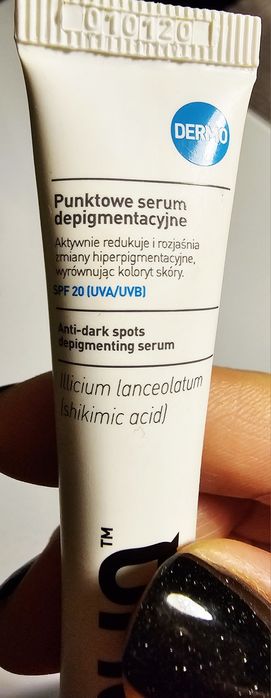 010120
DERMO
Punktowe serum
depigmentacyjne
Aktywnie redukuje i rozjaśnia
zmiany hiperpigmentacyjne,
wyrównując koloryt skóry.
SPF 20 (UVA/UVB)
Anti-dark spots
depigmenting serum
Illicium lanceolatum
(shikimic acid)
TM